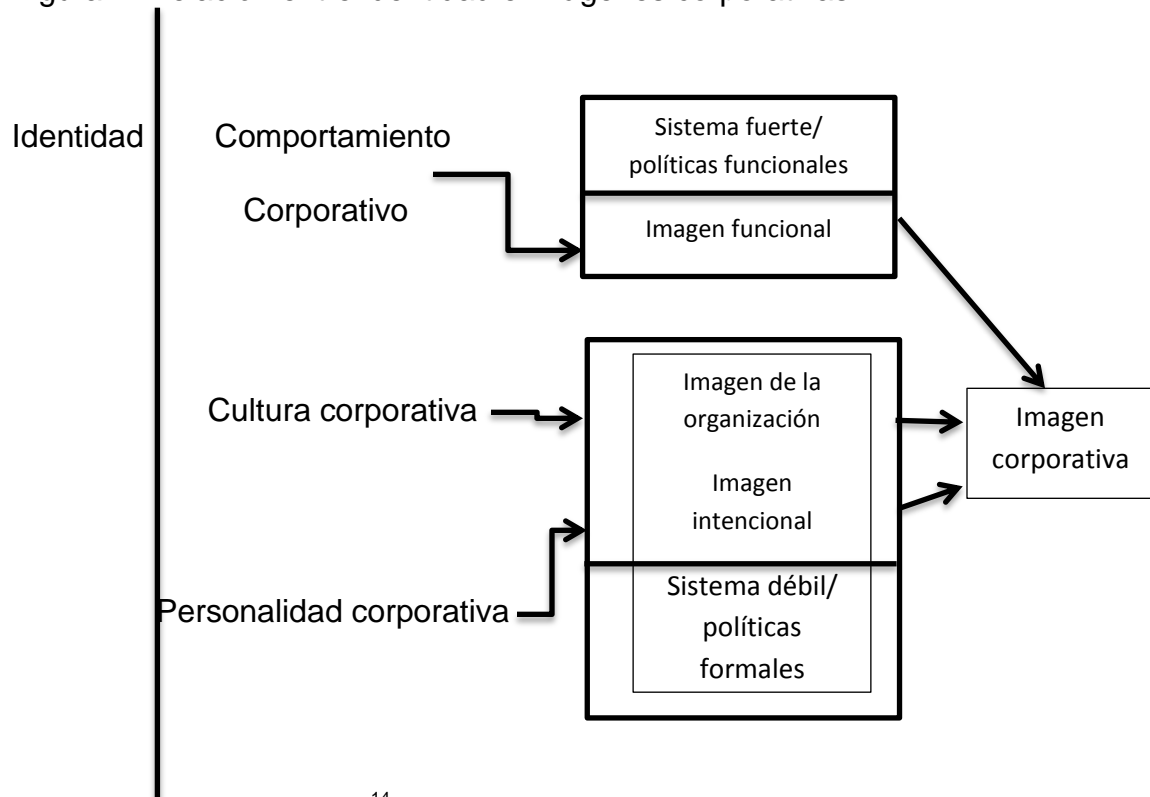 Identidad
Comportamiento
Corporativo
Sistema fuerte/
políticas funcionales
Imagen funcional
Cultura corporativa
Imagen de la
organización
Imagen
intencional
Imagen
corporativa
Personalidad corporativa
Sistema débil/
políticas
formales